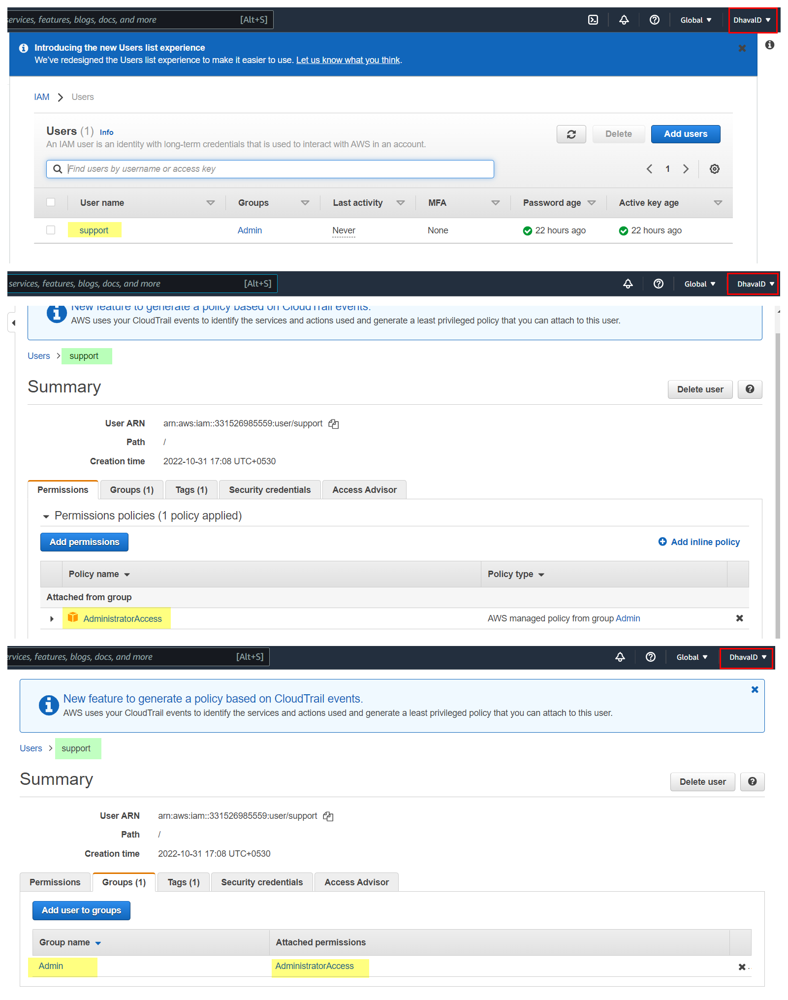 services, features, blogs, docs, and more [Alt+S] Global DhavalD
Introducing the new Users list experience
We've redesigned the Users list experience to make it easier to use. Let us know what you think.
IAM > Users
Users (1) Info
Delete
Add users
An IAM user is an identity with long-term credentials that is used to interact with AWS in an account.
Find users by username or access key
1
User name Groups Last activity MFA Password age Active key age
support Admin Never None 22 hours ago 22 hours ago
services, features, blogs, docs, and more [Alt+S] Global DhavalD
New feature to generate a policy based on CloudTrail events.
AWS uses your CloudTrail events to identify the services and actions used and generate a least privileged policy that you can attach to this user.
Users > support
Summary
Delete user
User ARN arn:aws:iam::331526985559:user/support
Path /
Creation time 2022-10-31 17:08 UTC+0530
Permissions Groups (1) Tags (1) Security credentials Access Advisor
Permissions policies (1 policy applied)
Add permissions
Add inline policy
Policy name Policy type
Attached from group
AdministratorAccess AWS managed policy from group Admin
ervices, features, blogs, docs, and more [Alt+S] Global DhavalD
New feature to generate a policy based on CloudTrail events.
AWS uses your CloudTrail events to identify the services and actions used and generate a least privileged policy that you can attach to this user.
Users > support
Summary
Delete user
User ARN arn:aws:iam::331526985559:user/support
Path /
Creation time 2022-10-31 17:08 UTC+0530
Permissions Groups (1) Tags (1) Security credentials Access Advisor
Add user to groups
Group name Attached permissions
Admin AdministratorAccess